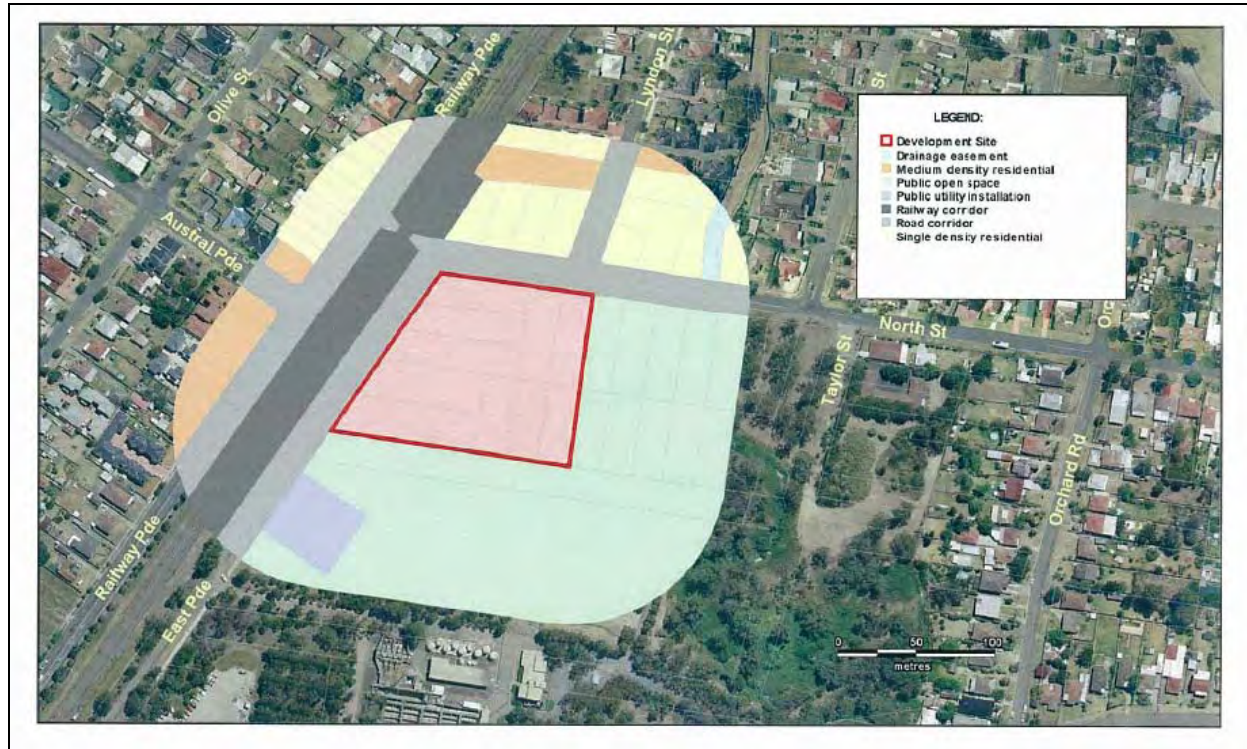 Olive St
Railway Pde
Lyndon St
St
LEGEND:
Development Site
Drainage easement
Medium density residential
Public open space
Public utility installation
Railway corridor
Road corridor
Single density residential
Austral Pde
North St
Taylor St
Orchard Rd
Railway Pde
East Pde
0 50 100
metres